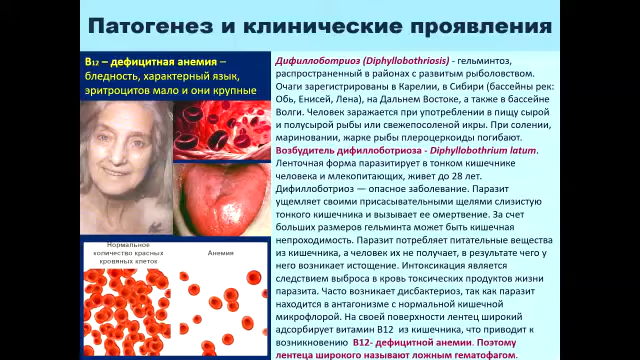 Патогенез и клинические проявления
B12 – дефицитная анемия –
бледность, характерный язык,
эритроцитов мало и они крупные
Нормальное
количество красных
кровяных клеток
Анемия
Дифиллоботриоз (Diphyllobothriosis) - гельминтоз,
распространенный в районах с развитым рыболовством.
Очаги зарегистрированы в Карелии, в Сибири (бассейны рек:
Обь, Енисей, Лена), на Дальнем Востоке, а также в бассейне
Волги. Человек заражается при употреблении в пищу сырой
и полусырой рыбы или свежепосоленой икры. При солении,
мариновании, жарке рыбы плероцеркоиды погибают.
Возбудитель дифиллоботриоза - Diphyllobothrium latum.
Ленточная форма паразитирует в тонком кишечнике
человека и млекопитающих, живет до 28 лет.
Дифиллоботриоз — опасное заболевание. Паразит
ущемляет своими присасывательными щелями слизистую
тонкого кишечника и вызывает ее омертвение. За счет
больших размеров гельминта может быть кишечная
непроходимость. Паразит потребляет питательные вещества
из кишечника, а человек их не получает, в результате чего у
него возникает истощение. Интоксикация является
следствием выброса в кровь токсических продуктов жизни
паразита. Часто возникает дисбактериоз, так как паразит
находится в антагонизме с нормальной кишечной
микрофлорой. На своей поверхности лентец широкий
адсорбирует витамин В12 из кишечника, что приводит к
возникновению В12- дефицитной анемии. Поэтому
лентеца широкого называют ложным гематофагом.